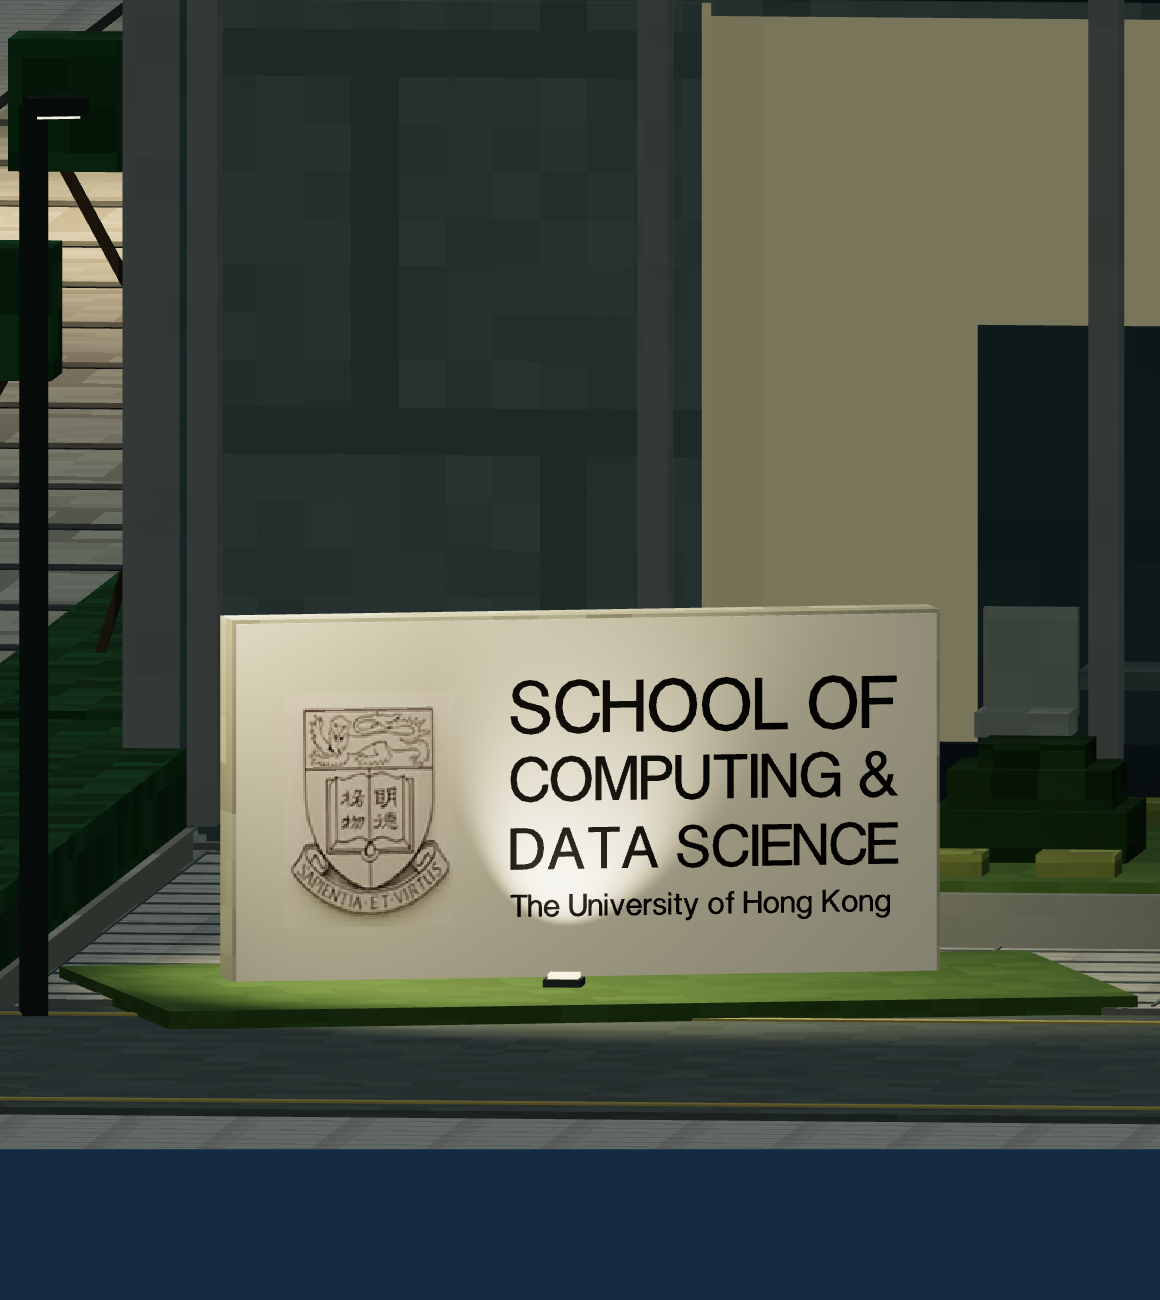 SCHOOL OF
COMPUTING &
DATA SCIENCE
The University of Hong Kong
明德
格物
SAPIENTIA·ET·VIRTUS